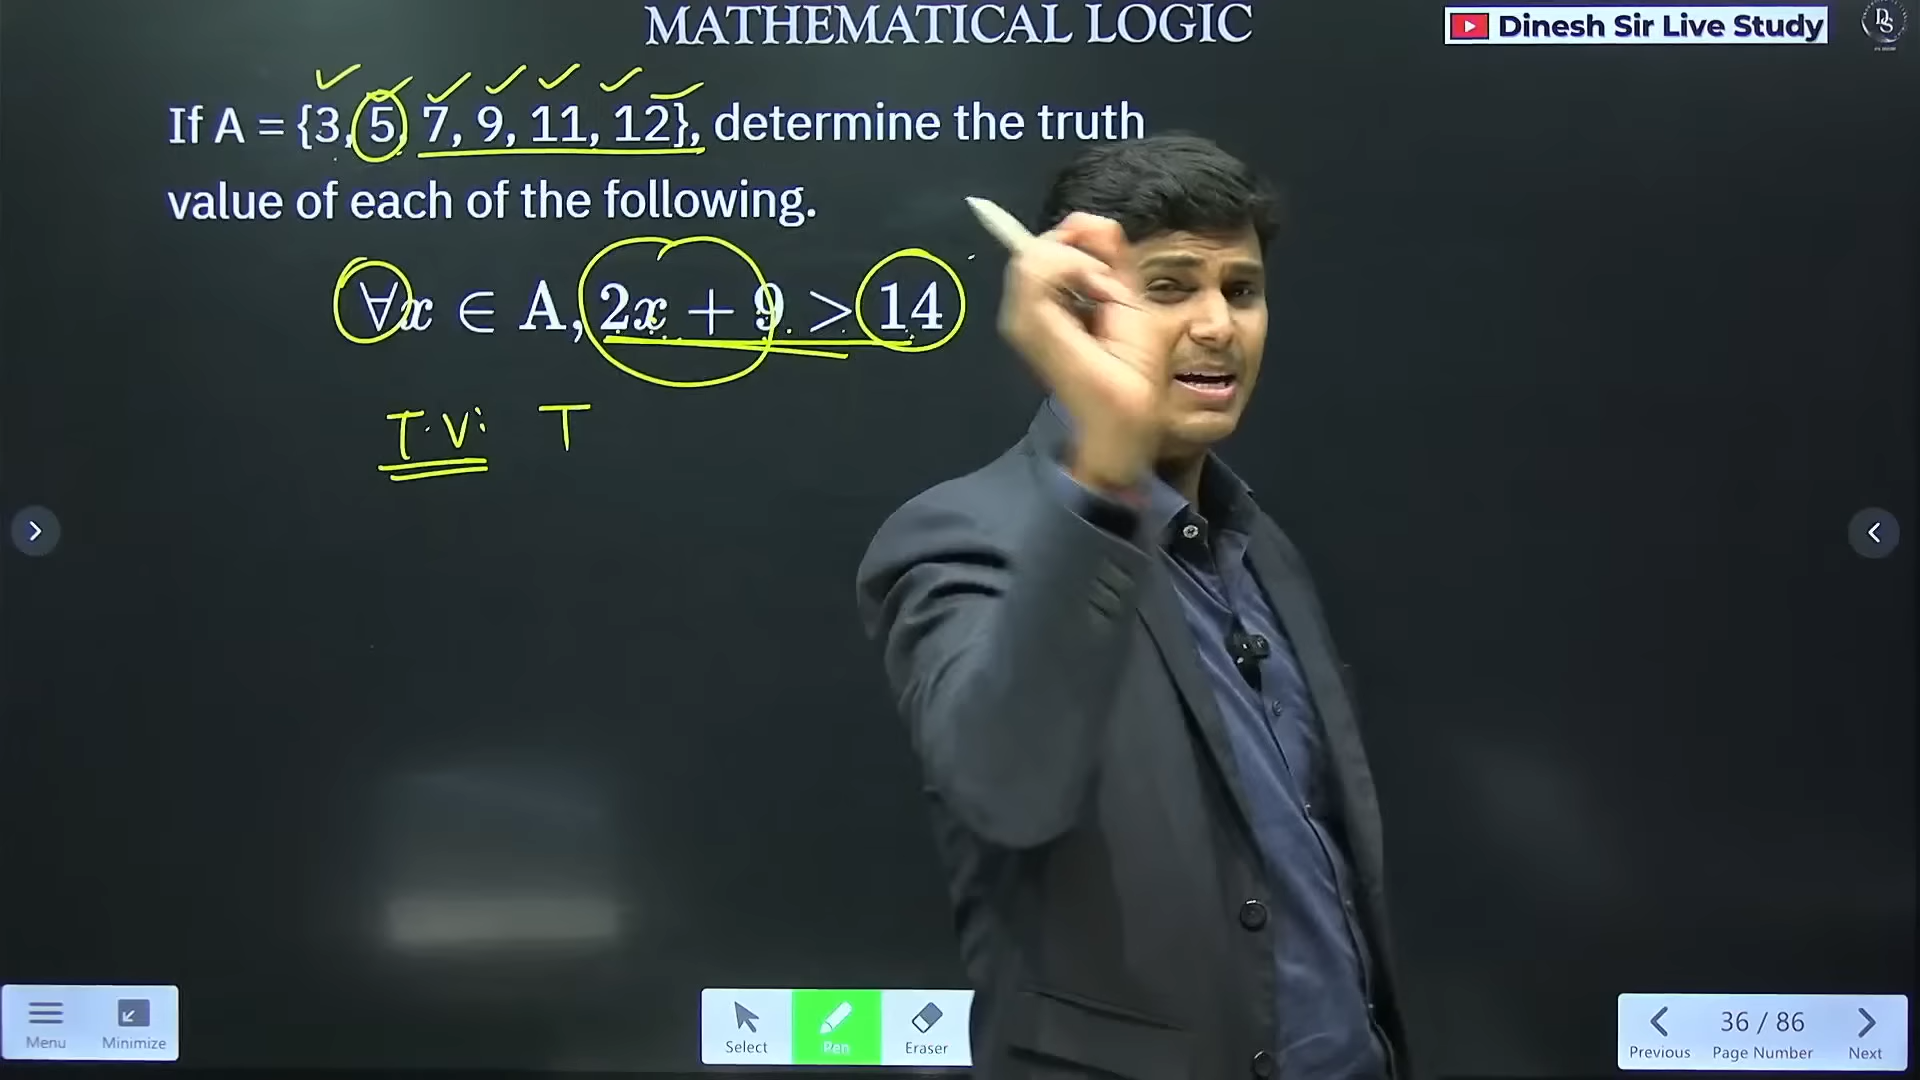 MATHEMATICAL LOGIC
Dinesh Sir Live Study
DS
If A = {3, 5, 7, 9, 11, 12}, determine the truth
value of each of the following.
∀x ∈ A, 2x + 9 > 14
T.V: T
Menu
Minimize
Select
Pen
Eraser
36 / 86
Previous
Page Number
Next